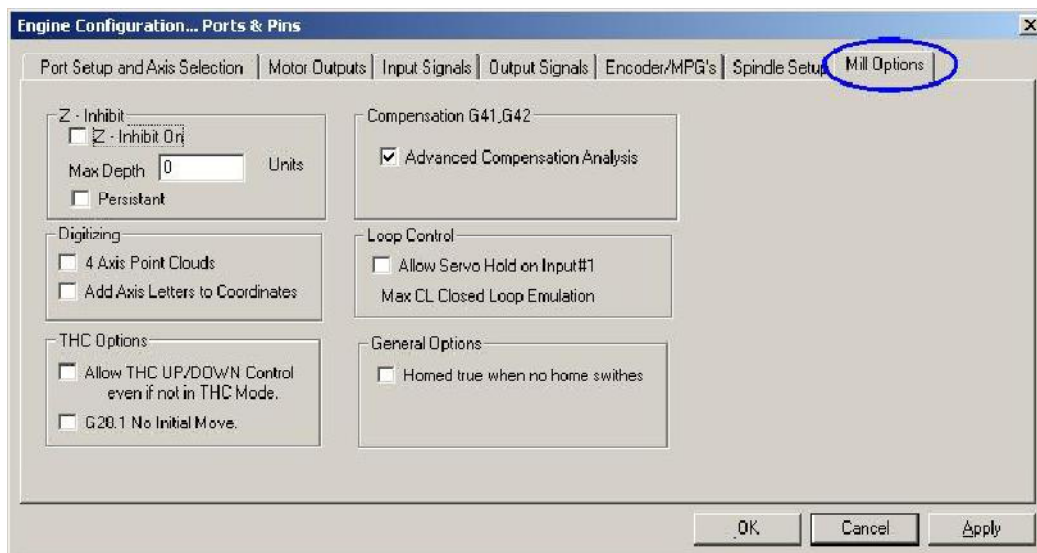 Engine Configuration... Ports & Pins
Port Setup and Axis Selection
Motor Outputs
Input Signals
Output Signals
Encoder/MPG's
Spindle Setup
Mill Options
Z - Inhibit
Z - Inhibit On
Max Depth 0 Units
Persistant
Compensation G41,G42
Advanced Compensation Analysis
Digitizing
4 Axis Point Clouds
Add Axis Letters to Coordinates
Loop Control
Allow Servo Hold on Input#1
Max CL Closed Loop Emulation
THC Options
Allow THC UP/DOWN Control
even if not in THC Mode.
G28.1 No Initial Move.
General Options
Homed true when no home swithes
OK
Cancel
Apply